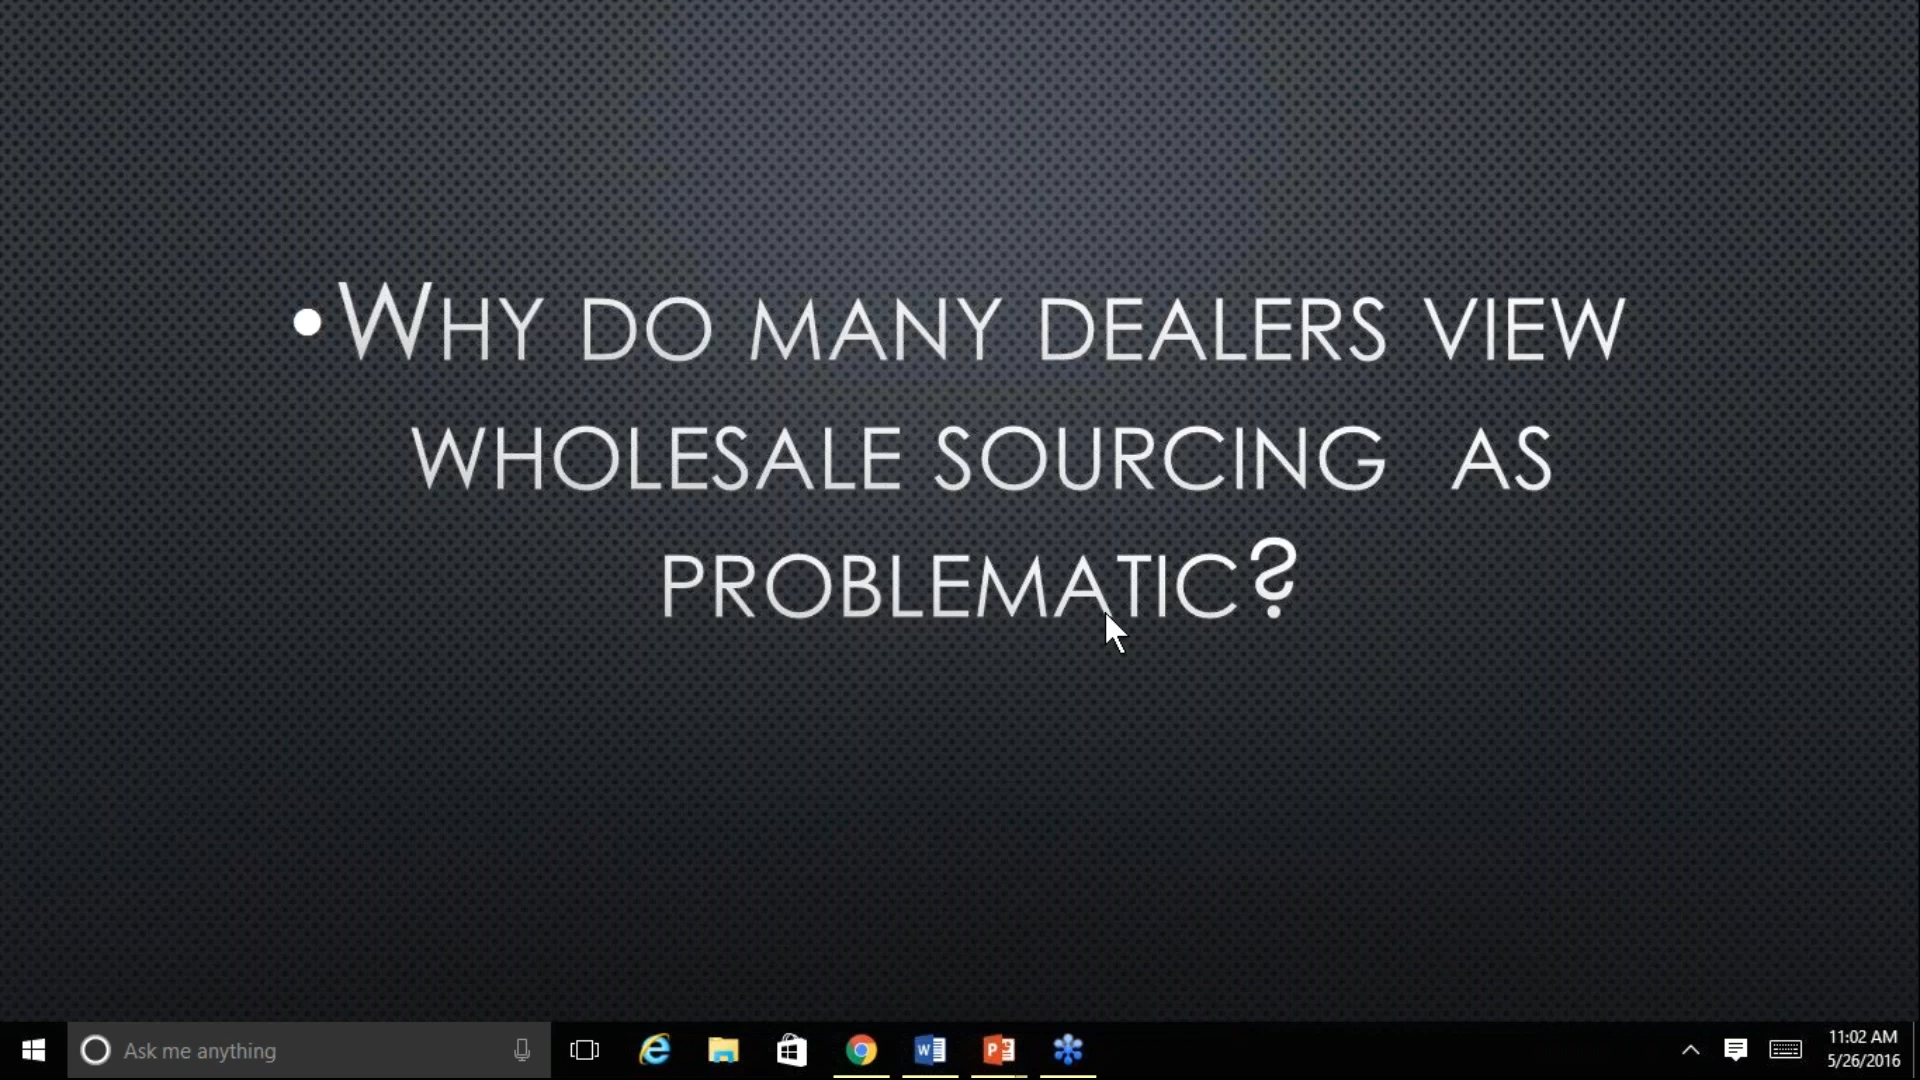 • WHY DO MANY DEALERS VIEW
WHOLESALE SOURCING AS
PROBLEMATIC?
Ask me anything
11:02 AM
5/26/2016